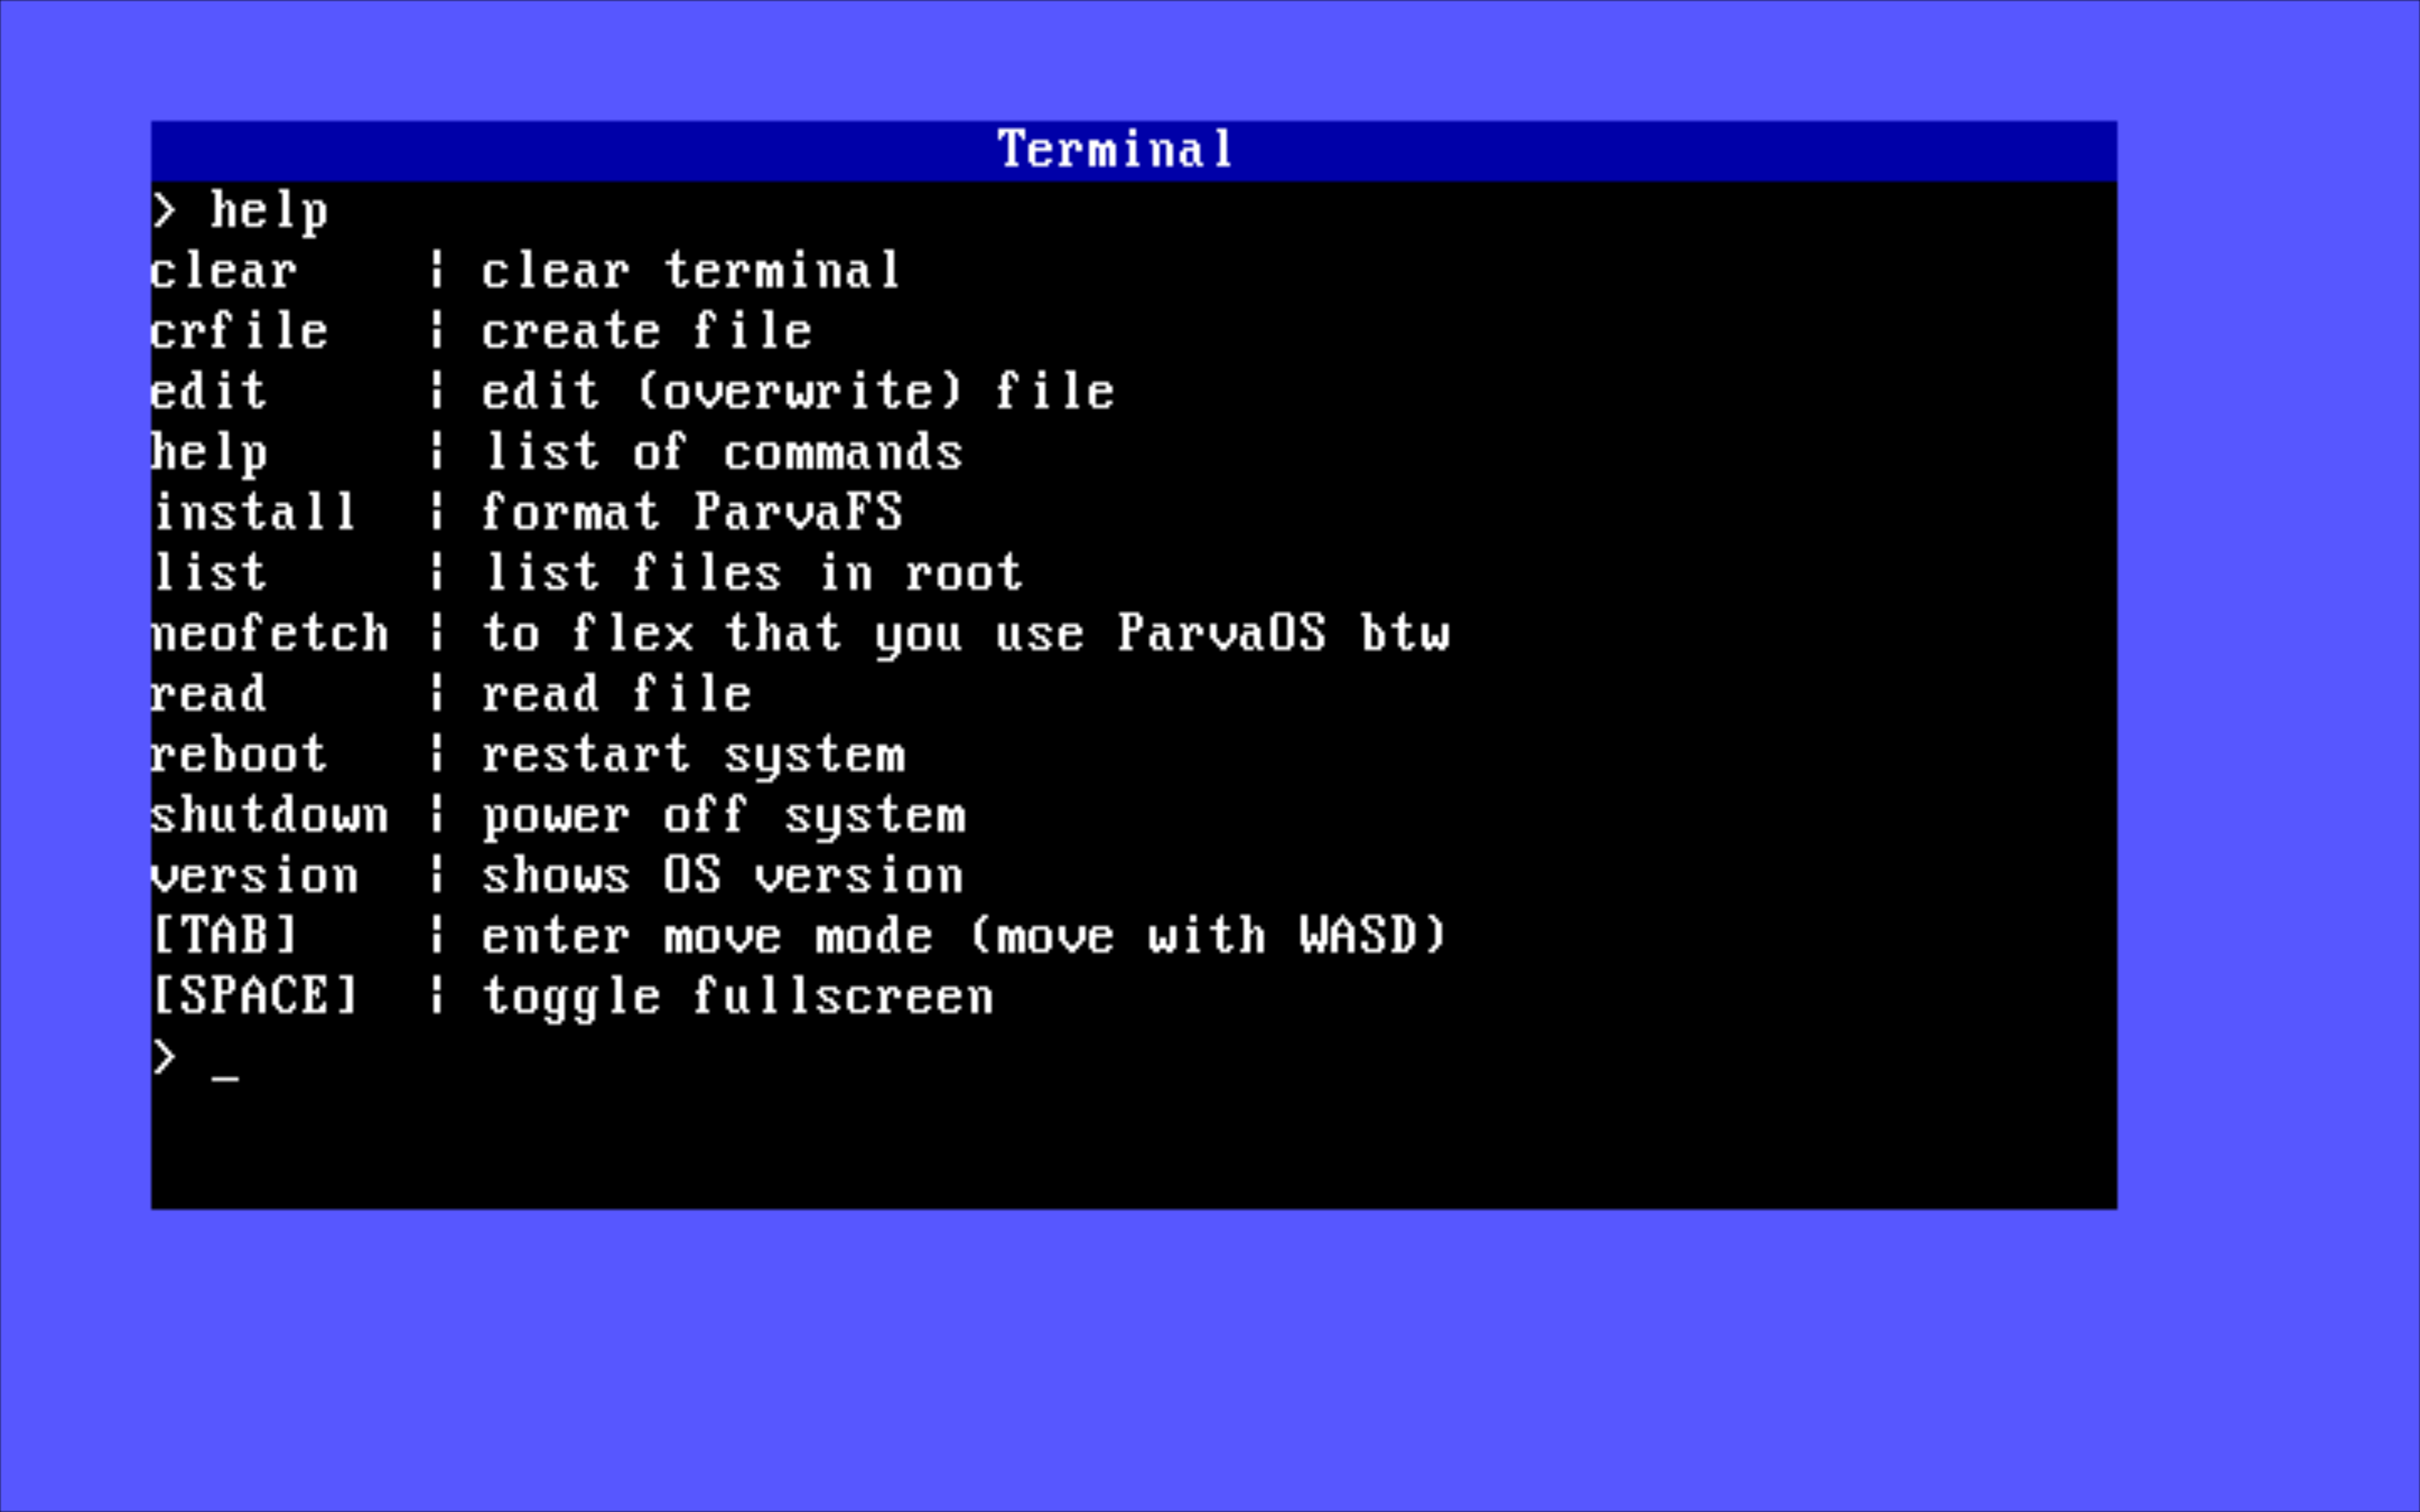 Terminal
> help
clear    | clear terminal
crfile   | create file
edit     | edit (overwrite) file
help     | list of commands
install  | format ParvaFS
list     | list files in root
neofetch | to flex that you use ParvaOS btw
read     | read file
reboot   | restart system
shutdown | power off system
version  | shows OS version
[TAB]    | enter move mode (move with WASD)
[SPACE]  | toggle fullscreen
> _